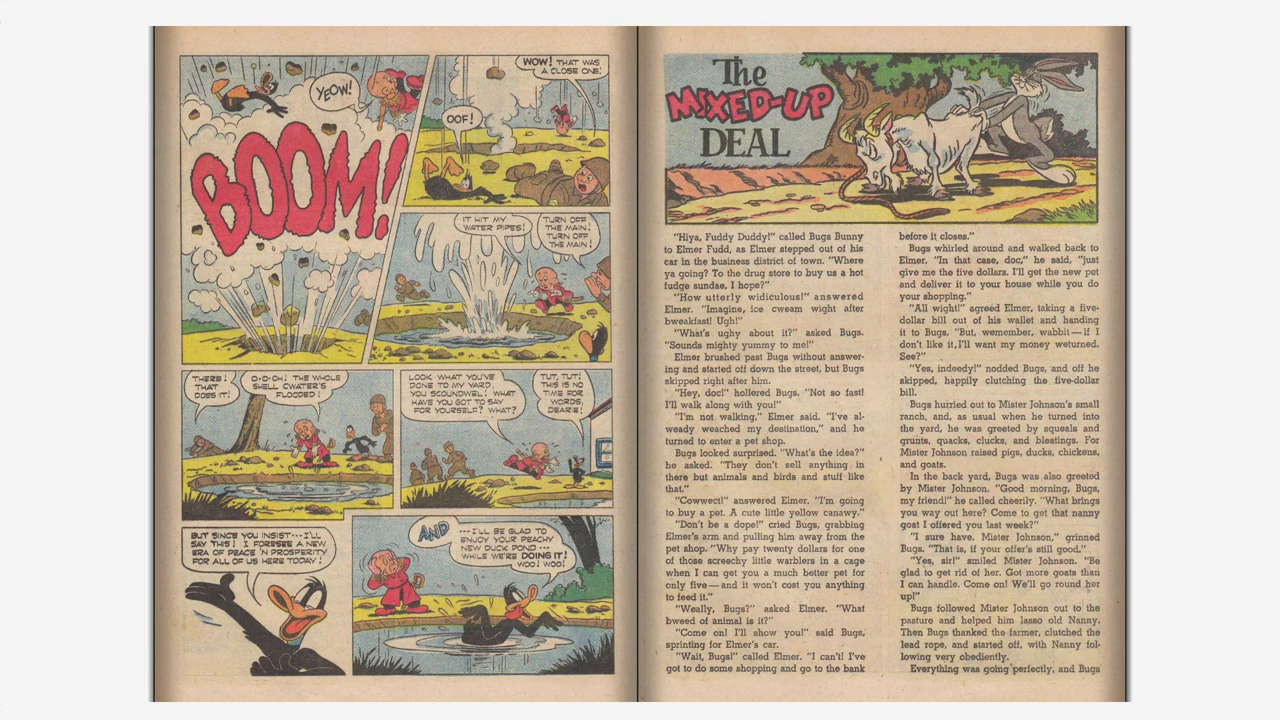 YEOW!
BOOM!
WOW! THAT WAS
A CLOSE ONE!
OOF!
IT HIT MY
WATER PIPES!
TURN OFF
THE MAIN!
TURN OFF
THE MAIN!
THERE!
THAT
DOES IT!
O-O-OH! THE WHOLE
SHELL CWATER'S
FLOODED!
LOOK WHAT YOU'VE
DONE TO MY YARD,
YOU SCOUNDWEL! WHAT
HAVE YOU GOT TO SAY
FOR YOURSELF? WHAT?
TUT, TUT!
THIS IS NO
TIME FOR
WORDS,
DEARIE!
BUT SINCE YOU INSIST---I'LL
SAY THIS! I FORESEE A NEW
ERA OF PEACE 'N PROSPERITY
FOR ALL OF US HERE TODAY!
AND
---I'LL BE GLAD TO
ENJOY YOUR PEACHY
NEW DUCK POND---
WHILE WE'RE DOING IT!
WOO! WOO!
The
MIXED-UP
DEAL
"Hiya, Fuddy Duddy!" called Bugs Bunny
to Elmer Fudd, as Elmer stepped out of his
car in the business district of town. "Where
ya going? To the drug store to buy us a hot
fudge sundae, I hope?"
"How utterly widiculous!" answered
Elmer. "Imagine, ice cweam wight after
bweakfast! Ugh!"
"What's ughy about it?" asked Bugs.
"Sounds mighty yummy to me!"
Elmer brushed past Bugs without answer-
ing and started off down the street, but Bugs
skipped right after him.
"Hey, doc!" hollered Bugs. "Not so fast!
I'll walk along with you!"
"I'm not walking," Elmer said. "I've al-
weady weached my destination," and he
turned to enter a pet shop.
Bugs looked surprised. "What's the idea?"
he asked. "They don't sell anything in
there but animals and birds and stuff like
that."
"Cowwect!" answered Elmer. "I'm going
to buy a pet. A cute little yellow canawy."
"Don't be a dope!" cried Bugs, grabbing
Elmer's arm and pulling him away from the
pet shop. "Why pay twenty dollars for one
of those screechy little warblers in a cage
when I can get you a much better pet for
only five—and it won't cost you anything
to feed it."
"Weally, Bugs?" asked Elmer. "What
bweed of animal is it?"
"Come on! I'll show you!" said Bugs,
sprinting for Elmer's car.
"Wait, Bugs!" called Elmer. "I can't! I've
got to do some shopping and go to the bank
before it closes."
Bugs whirled around and walked back to
Elmer. "In that case, doc," he said, "just
give me the five dollars. I'll get the new pet
and deliver it to your house while you do
your shopping."
"All wight!" agreed Elmer, taking a five-
dollar bill out of his wallet and handing
it to Bugs. "But, wemember, wabbit—if I
don't like it, I'll want my money weturned.
See?"
"Yes, indeedy!" nodded Bugs, and off he
skipped, happily clutching the five-dollar
bill.
Bugs hurried out to Mister Johnson's small
ranch, and, as usual when he turned into
the yard, he was greeted by squeals and
grunts, quacks, clucks, and bleatings. For
Mister Johnson raised pigs, ducks, chickens,
and goats.
In the back yard, Bugs was also greeted
by Mister Johnson. "Good morning, Bugs,
my friend!" he called cheerily. "What brings
you way out here? Come to get that nanny
goat I offered you last week?"
"I sure have, Mister Johnson," grinned
Bugs. "That is, if your offer's still good."
"Yes, sir!" smiled Mister Johnson. "Be
glad to get rid of her. Got more goats than
I can handle. Come on! We'll go round her
up!"
Bugs followed Mister Johnson out to the
pasture and helped him lasso old Nanny.
Then Bugs thanked the farmer, clutched the
lead rope, and started off, with Nanny fol-
lowing very obediently.
Everything was going perfectly, and Bugs